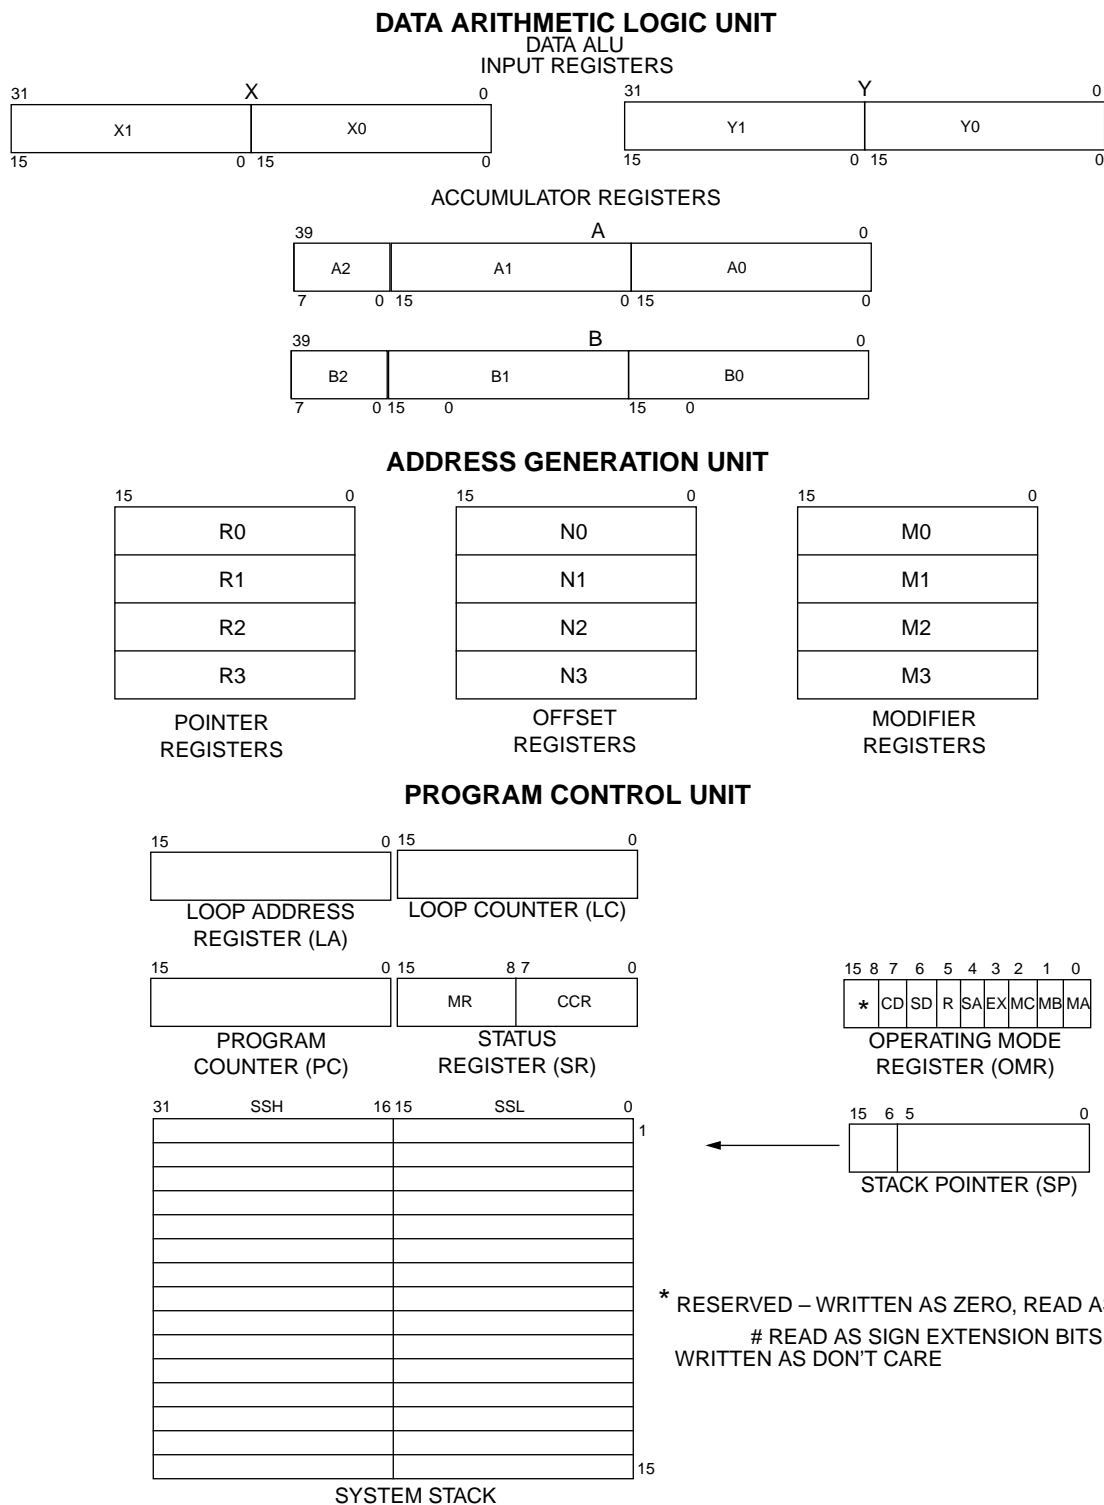 DATA ARITHMETIC LOGIC UNIT
DATA ALU
INPUT REGISTERS
31 X 0 31 Y 0
X1 X0 Y1 Y0
15 0 15 0 15 0 15 0
ACCUMULATOR REGISTERS
39 A 0
A2 A1 A0
7 0 15 0 15 0
39 B 0
B2 B1 B0
7 0 15 0 15 0
ADDRESS GENERATION UNIT
15 0 15 0 15 0
R0 N0 M0
R1 N1 M1
R2 N2 M2
R3 N3 M3
POINTER OFFSET MODIFIER
REGISTERS REGISTERS REGISTERS
PROGRAM CONTROL UNIT
15 0 15 0
LOOP ADDRESS LOOP COUNTER (LC)
REGISTER (LA)
15 0 15 8 7 0 15 8 7 6 5 4 3 2 1 0
MR CCR * CD SD R SA EX MC MB MA
PROGRAM STATUS OPERATING MODE
COUNTER (PC) REGISTER (SR) REGISTER (OMR)
31 SSH 16 15 SSL 0 15 6 5 0
1
STACK POINTER (SP)
* RESERVED – WRITTEN AS ZERO, READ
# READ AS SIGN EXTENSION BITS
WRITTEN AS DON'T CARE
15
SYSTEM STACK